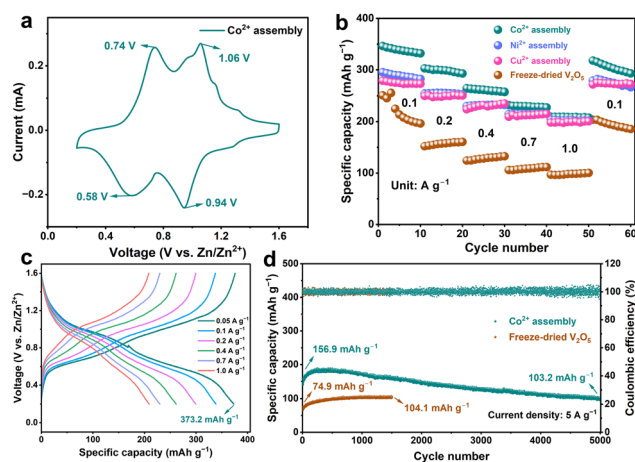 a
Co²⁺ assembly
0.74 V
1.06 V
0.58 V
0.94 V
0.2
0.0
−0.2
Current (mA)
0.0
0.4
0.8
1.2
1.6
Voltage (V vs. Zn/Zn²⁺)
b
Co²⁺ assembly
Ni²⁺ assembly
Cu²⁺ assembly
Freeze-dried V₂O₅
0.1
0.2
0.4
0.7
1.0
0.1
Unit: A g⁻¹
400
300
200
100
0
Specific capacity (mAh g⁻¹)
0
10
20
30
40
50
60
Cycle number
c
0.05 A g⁻¹
0.1 A g⁻¹
0.2 A g⁻¹
0.4 A g⁻¹
0.7 A g⁻¹
1.0 A g⁻¹
373.2 mAh g⁻¹
1.6
1.2
0.8
0.4
0.0
Voltage (V vs. Zn/Zn²⁺)
0
100
200
300
400
Specific capacity (mAh g⁻¹)
d
Co²⁺ assembly
Freeze-dried V₂O₅
156.9 mAh g⁻¹
74.9 mAh g⁻¹
104.1 mAh g⁻¹
103.2 mAh g⁻¹
Current density: 5 A g⁻¹
500
400
300
200
100
0
Specific capacity (mAh g⁻¹)
120
100
80
60
40
20
0
Coulombic efficiency (%)
0
1000
2000
3000
4000
5000
Cycle number